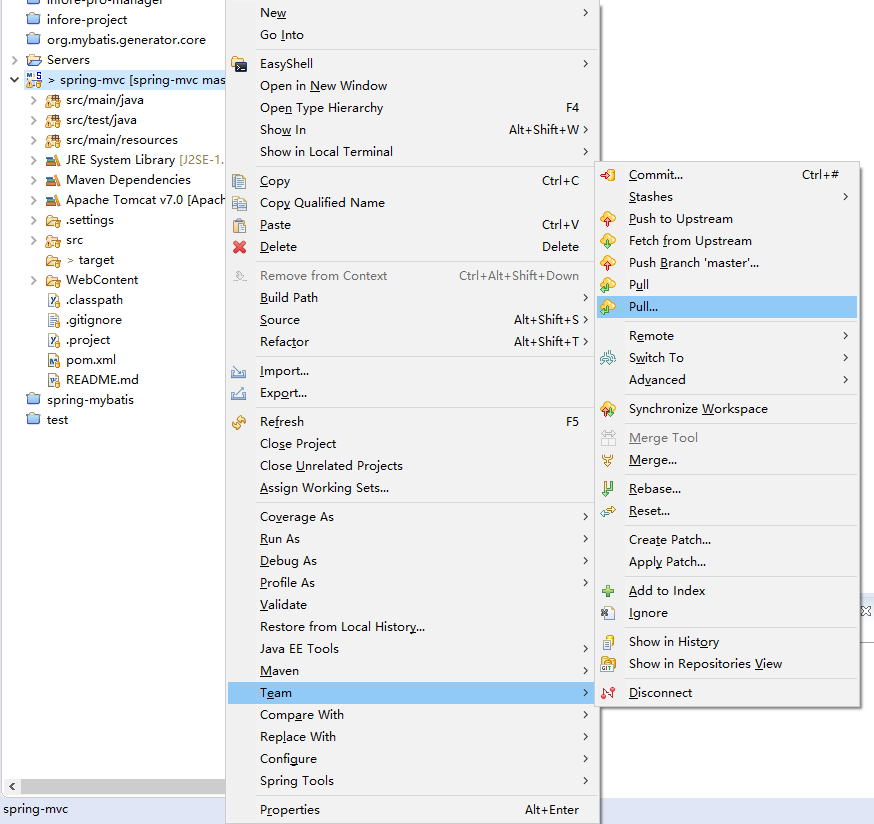 infore-pro-manager
infore-project
org.mybatis.generator.core
Servers
> spring-mvc [spring-mvc mas
src/main/java
src/test/java
src/main/resources
JRE System Library [J2SE-1.
Maven Dependencies
Apache Tomcat v7.0 [Apach
.settings
src
> target
WebContent
.classpath
.gitignore
.project
pom.xml
README.md
spring-mybatis
test
spring-mvc
New
Go Into
EasyShell
Open in New Window
Open Type Hierarchy F4
Show In Alt+Shift+W
Show in Local Terminal
Copy Ctrl+C
Copy Qualified Name
Paste Ctrl+V
Delete Delete
Remove from Context Ctrl+Alt+Shift+Down
Build Path
Source Alt+Shift+S
Refactor Alt+Shift+T
Import...
Export...
Refresh F5
Close Project
Close Unrelated Projects
Assign Working Sets...
Coverage As
Run As
Debug As
Profile As
Validate
Restore from Local History...
Java EE Tools
Maven
Team
Compare With
Replace With
Configure
Spring Tools
Properties Alt+Enter
Commit... Ctrl+#
Stashes
Push to Upstream
Fetch from Upstream
Push Branch 'master'...
Pull
Pull...
Remote
Switch To
Advanced
Synchronize Workspace
Merge Tool
Merge...
Rebase...
Reset...
Create Patch...
Apply Patch...
Add to Index
Ignore
Show in History
Show in Repositories View
Disconnect